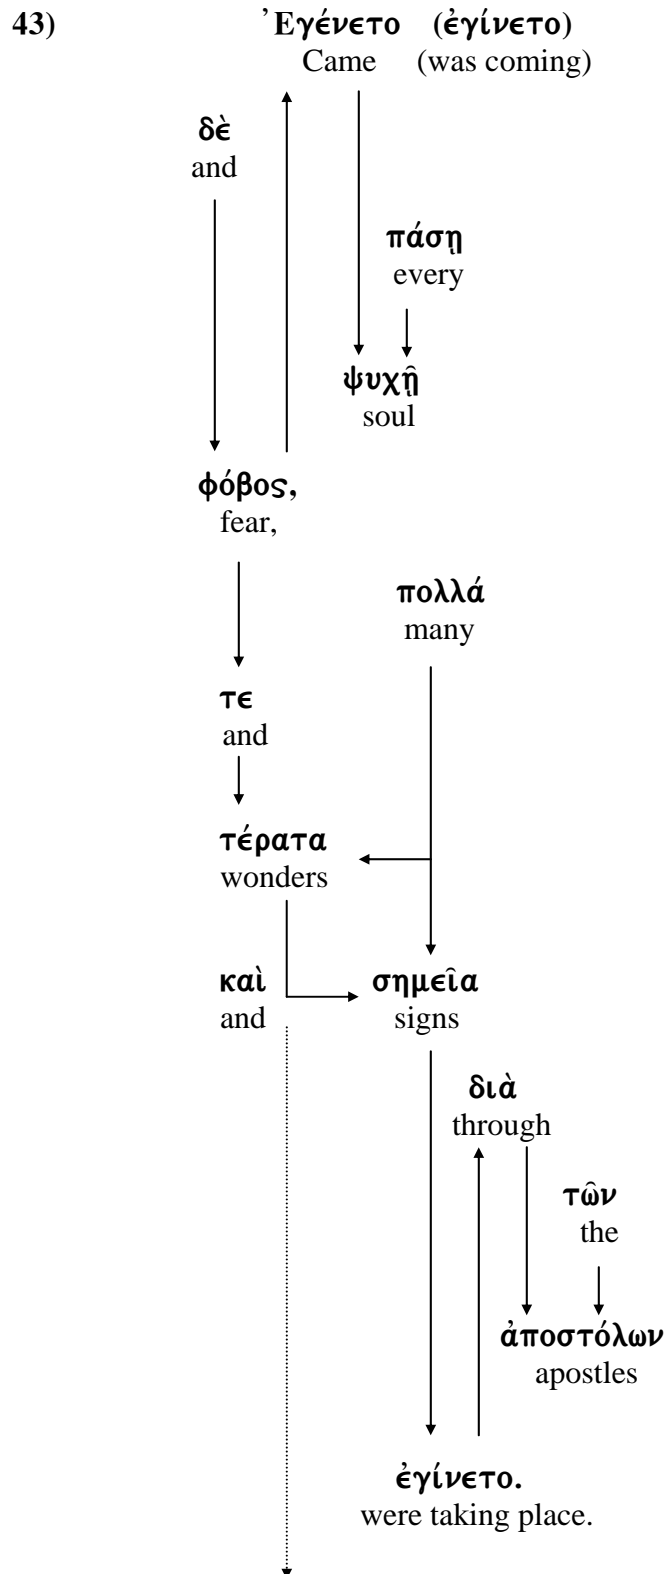 43) Ἐγένετο (ἐγίνετο)
Came (was coming)
δὲ
and
πάσῃ
every
ψυχῇ
soul
φόβος,
fear,
πολλά
many
τε
and
τέρατα
wonders
καὶ σημεῖα
and signs
διὰ
through
τῶν
the
ἀποστόλων
apostles
ἐγίνετο.
were taking place.